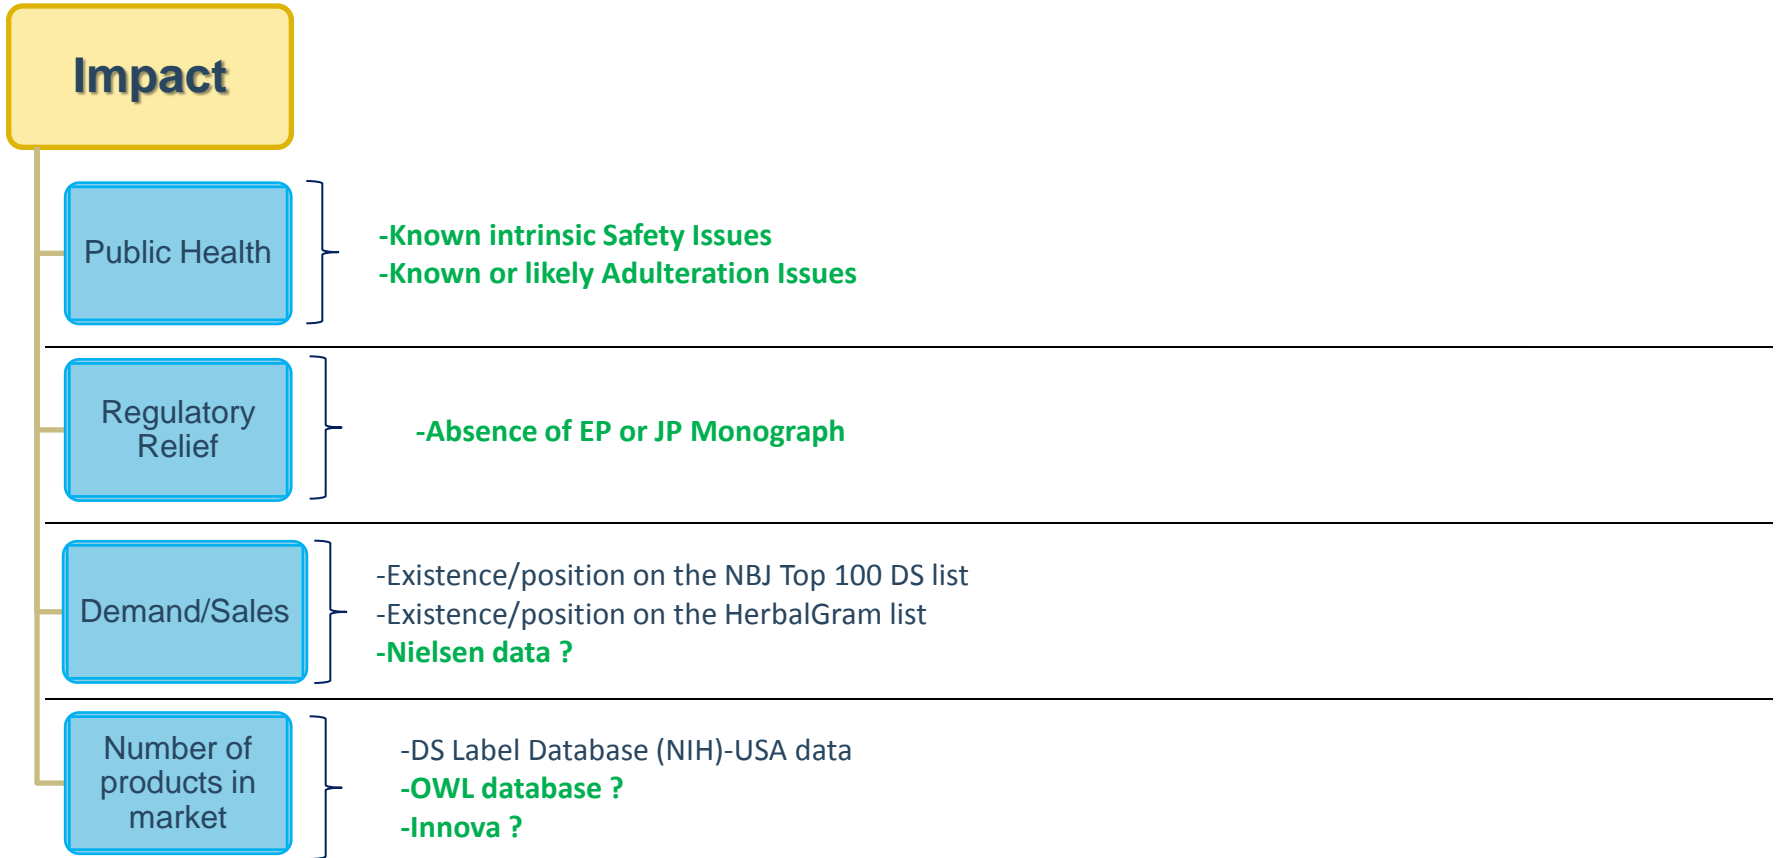 Impact
Public Health
-Known intrinsic Safety Issues
-Known or likely Adulteration Issues
Regulatory
Relief
-Absence of EP or JP Monograph
Demand/Sales
-Existence/position on the NBJ Top 100 DS list
-Existence/position on the HerbalGram list
-Nielsen data ?
Number of
products in
market
-DS Label Database (NIH)-USA data
-OWL database ?
-Innova ?